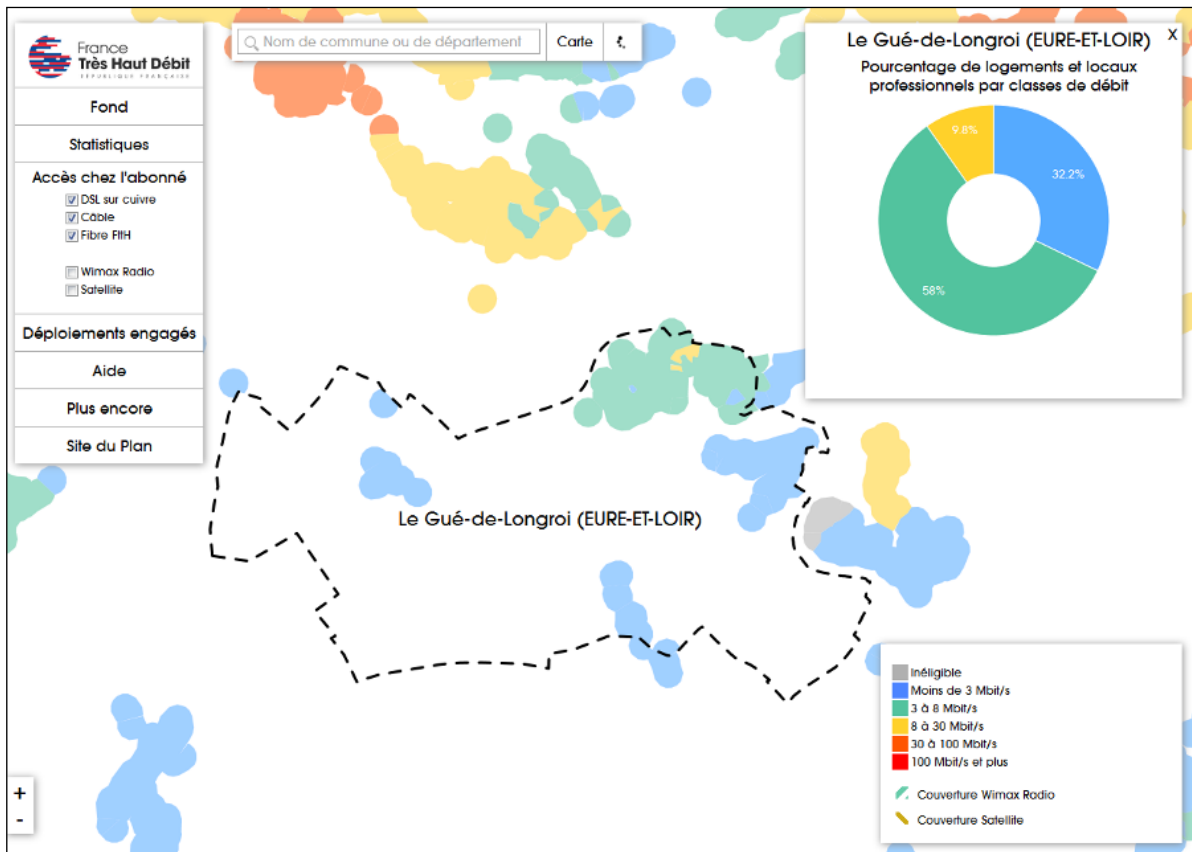 France
Très Haut Débit
RÉPUBLIQUE FRANÇAISE
Fond
Statistiques
Accès chez l'abonné
DSL sur cuivre
Câble
Fibre FttH
Wimax Radio
Satellite
Déploiements engagés
Aide
Plus encore
Site du Plan
Nom de commune ou de département
Carte
Le Gué-de-Longroi (EURE-ET-LOIR)
X
Pourcentage de logements et locaux
professionnels par classes de débit
9.8%
32.2%
58%
Le Gué-de-Longroi (EURE-ET-LOIR)
Inéligible
Moins de 3 Mbit/s
3 à 8 Mbit/s
8 à 30 Mbit/s
30 à 100 Mbit/s
100 Mbit/s et plus
Couverture Wimax Radio
Couverture Satellite
+
-